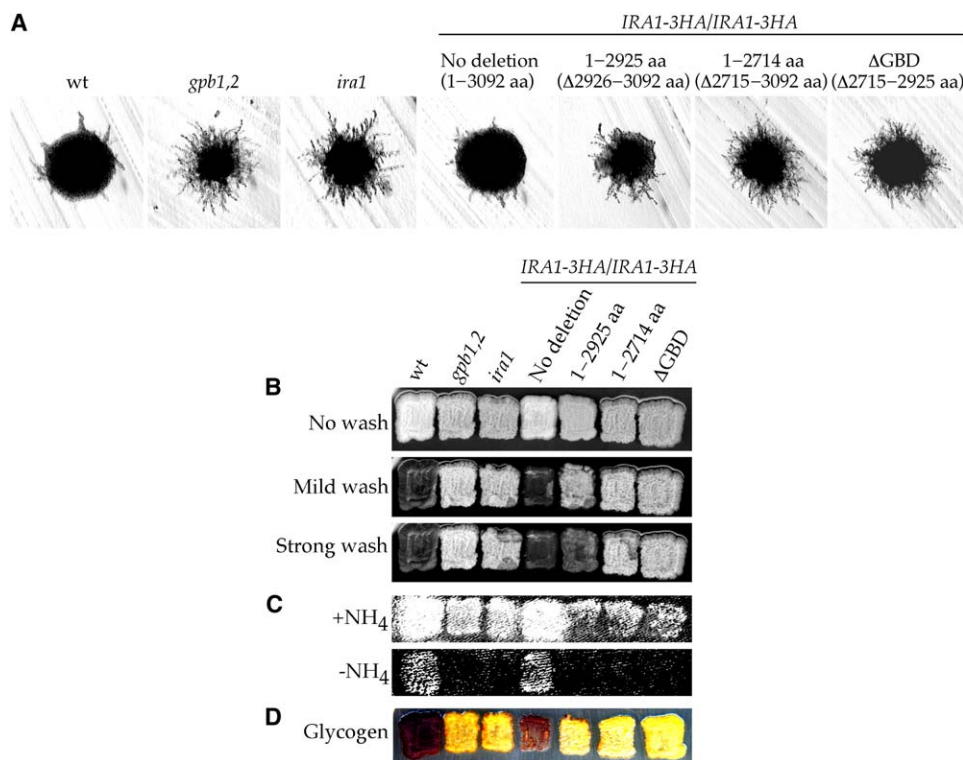 A
IRA1-3HA/IRA1-3HA
wt
gpb1,2
ira1
No deletion
(1–3092 aa)
1–2925 aa
(Δ2926–3092 aa)
1–2714 aa
(Δ2715–3092 aa)
ΔGBD
(Δ2715–2925 aa)
IRA1-3HA/IRA1-3HA
wt
gpb1,2
ira1
No deletion
1–2925 aa
1–2714 aa
ΔGBD
B
No wash
Mild wash
Strong wash
C
+NH4
-NH4
D
Glycogen